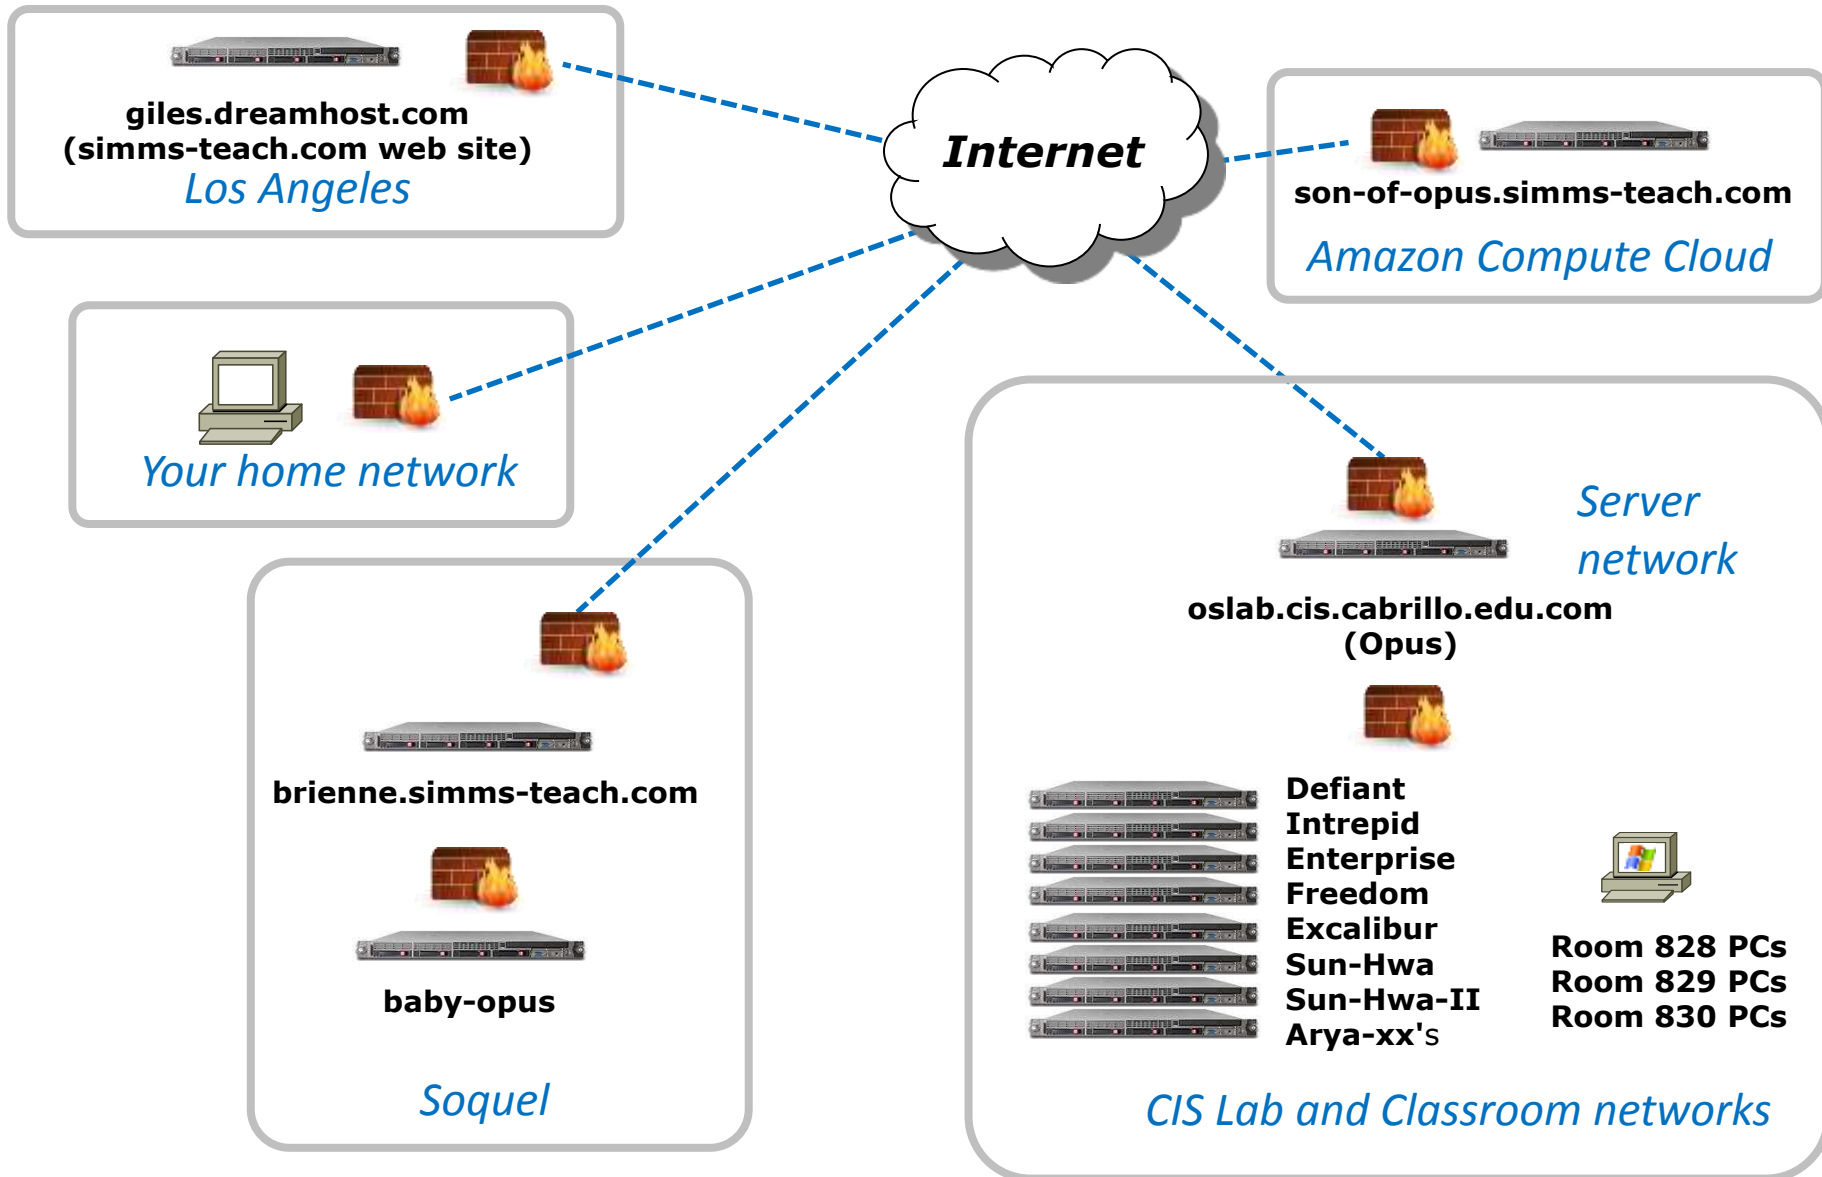 giles.dreamhost.com
(simms-teach.com web site)
Los Angeles
Internet
son-of-opus.simms-teach.com
Amazon Compute Cloud
Your home network
Server
network
oslab.cis.cabrillo.edu.com
(Opus)
brienne.simms-teach.com
baby-opus
Soquel
Defiant
Intrepid
Enterprise
Freedom
Excalibur
Sun-Hwa
Sun-Hwa-II
Arya-xx's
Room 828 PCs
Room 829 PCs
Room 830 PCs
CIS Lab and Classroom networks